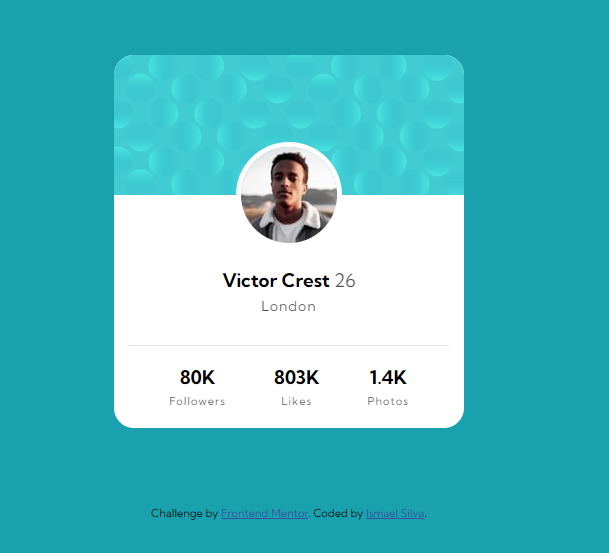 Victor Crest 26
London
80K 803K 1.4K
Followers Likes Photos
Challenge by Frontend Mentor. Coded by Ismael Silva.